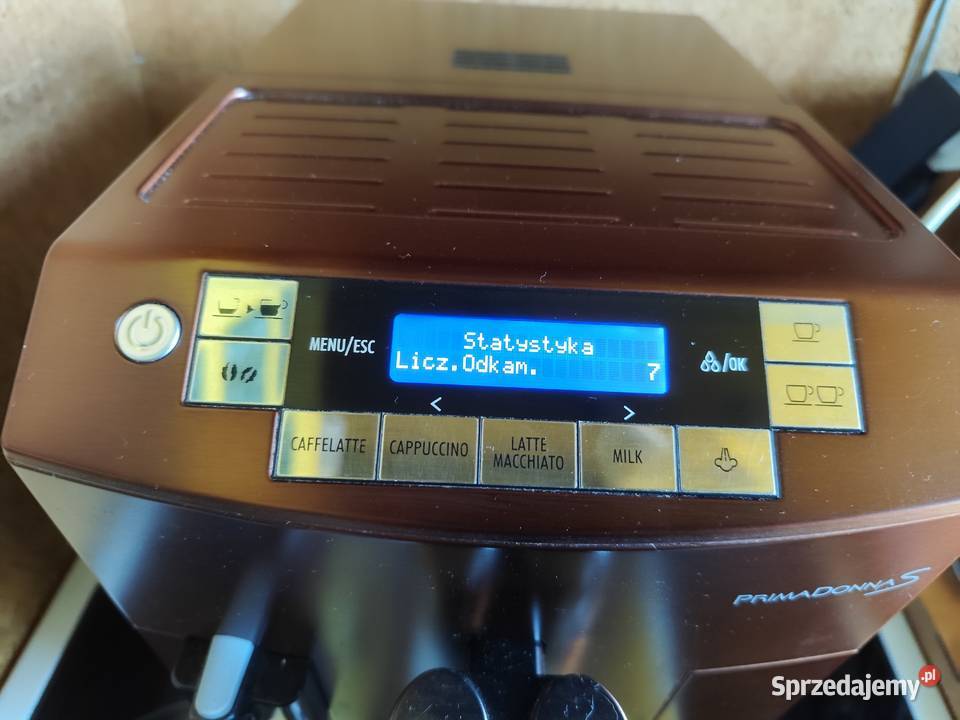 Statystyka
Licz.Odkam. 7
MENU/ESC
/OK
< >
CAFFELATTE
CAPPUCCINO
LATTE
MACCHIATO
MILK
PRIMADONNA S
Sprzedajemy.pl